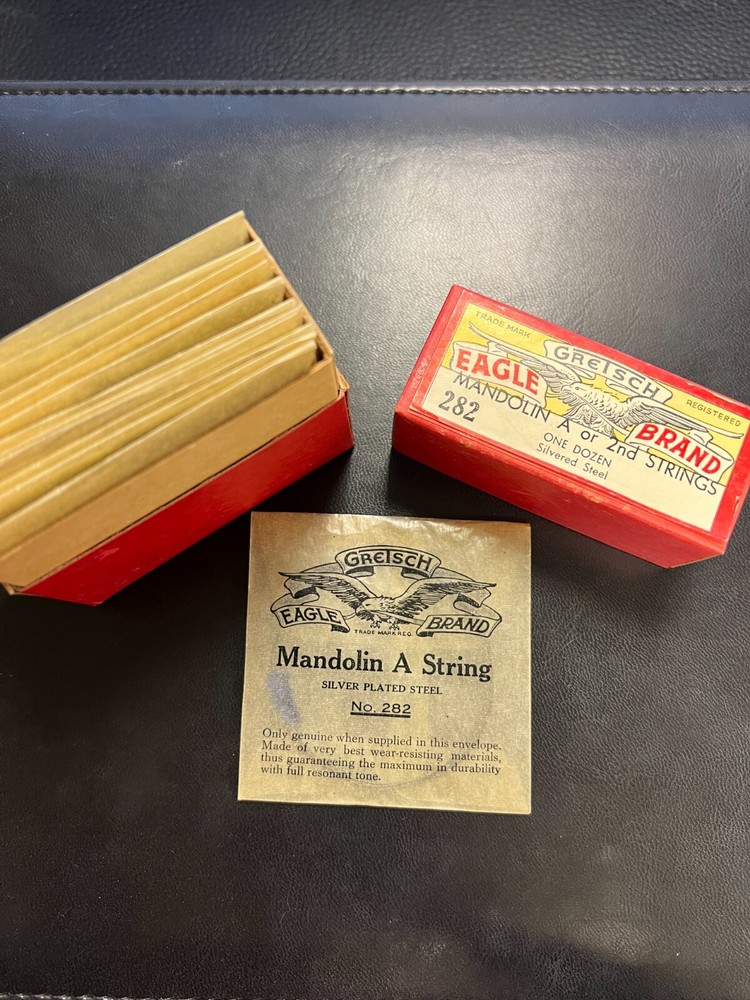 TRADE MARK
GRETSCH
REGISTERED
EAGLE
BRAND
MANDOLIN A or 2nd STRINGS
282
ONE DOZEN
Silvered Steel
GRETSCH
EAGLE BRAND
TRADE MARK REG.
Mandolin A String
SILVER PLATED STEEL
No. 282
Only genuine when supplied in this envelope.
Made of very best wear-resisting materials,
thus guaranteeing the maximum in durability
with full resonant tone.